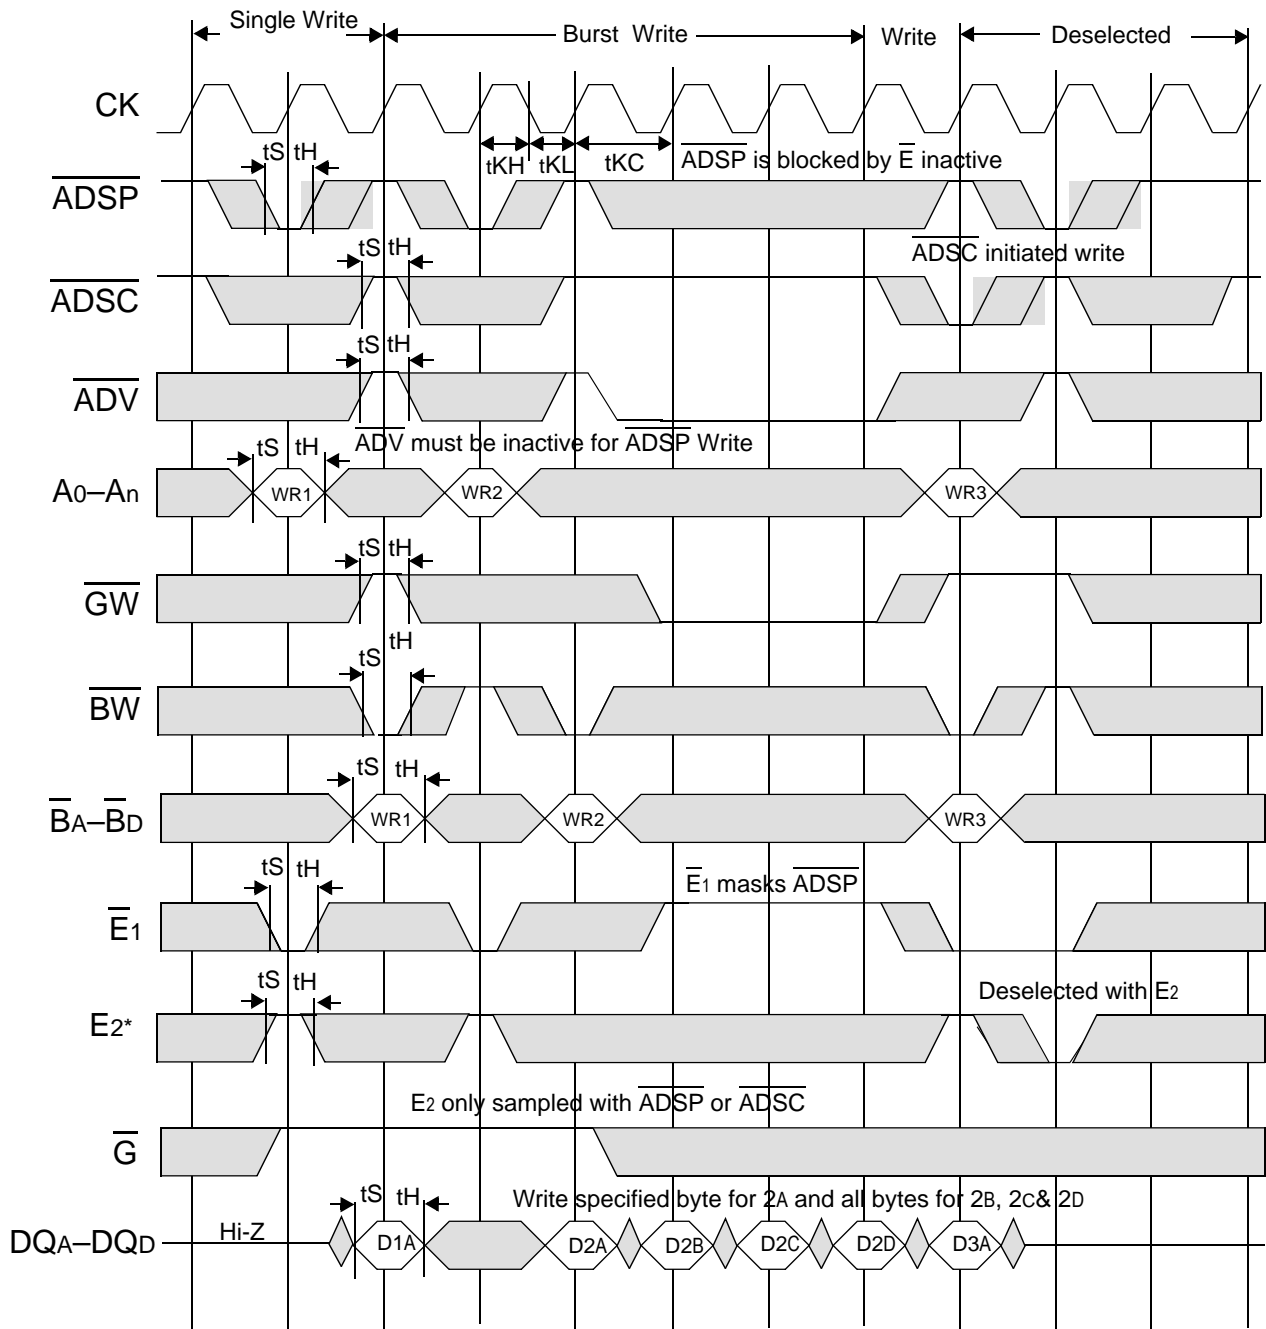 Single Write Burst Write Write Deselected
CK
tKH tKL tKC ADSP is blocked by E inactive
tS tH
ADSP
ADSC initiated write
tS tH
ADSC
tS tH
ADV
ADV must be inactive for ADSP Write
tS tH
A0–An WR1 WR2 WR3
tS tH
GW
tS tH
BW
tS tH
BA–BD WR1 WR2 WR3
tS tH
E1 masks ADSP
E1
tS tH
Deselected with E2
E2*
E2 only sampled with ADSP or ADSC
G
tS tH
Write specified byte for 2A and all bytes for 2B, 2C& 2D
DQA–DQD Hi-Z D1A D2A D2B D2C D2D D3A